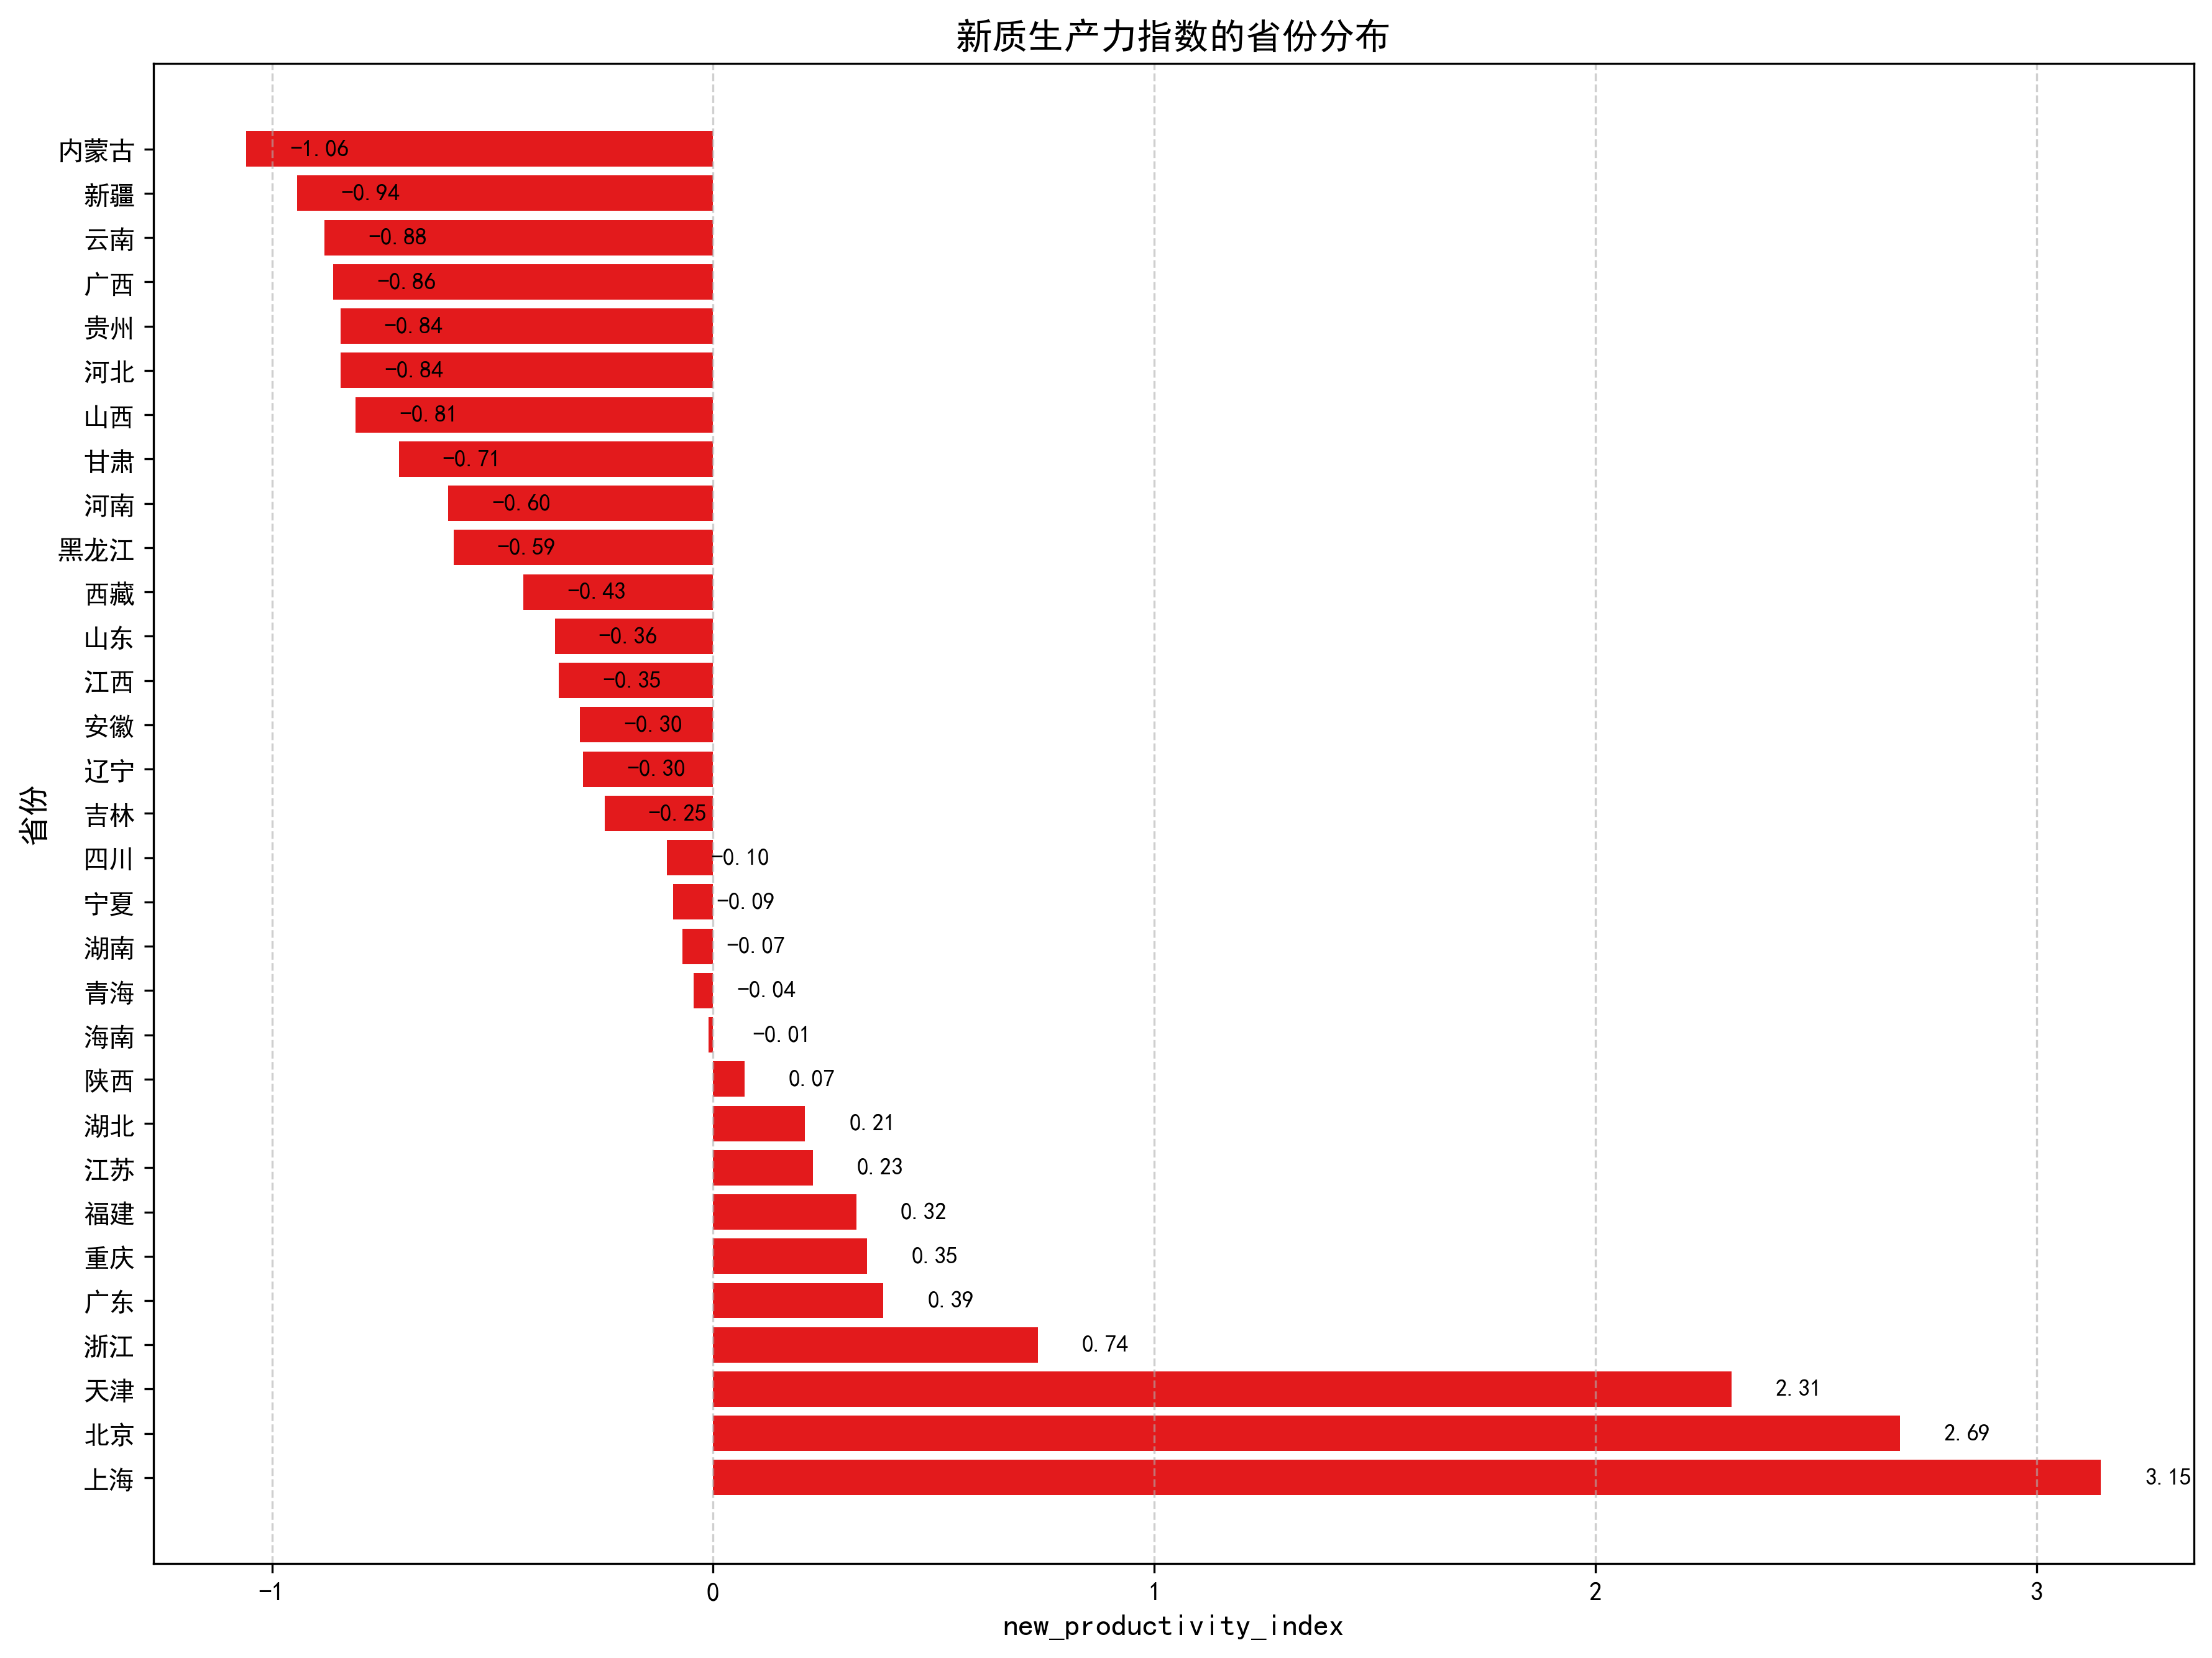 新质生产力指数的省份分布
省份
内蒙古 -1.06
新疆 -0.94
云南 -0.88
广西 -0.86
贵州 -0.84
河北 -0.84
山西 -0.81
甘肃 -0.71
河南 -0.60
黑龙江 -0.59
西藏 -0.43
山东 -0.36
江西 -0.35
安徽 -0.30
辽宁 -0.30
吉林 -0.25
四川 -0.10
宁夏 -0.09
湖南 -0.07
青海 -0.04
海南 -0.01
陕西 0.07
湖北 0.21
江苏 0.23
福建 0.32
重庆 0.35
广东 0.39
浙江 0.74
天津 2.31
北京 2.69
上海 3.15
-1 0 1 2 3
new_productivity_index